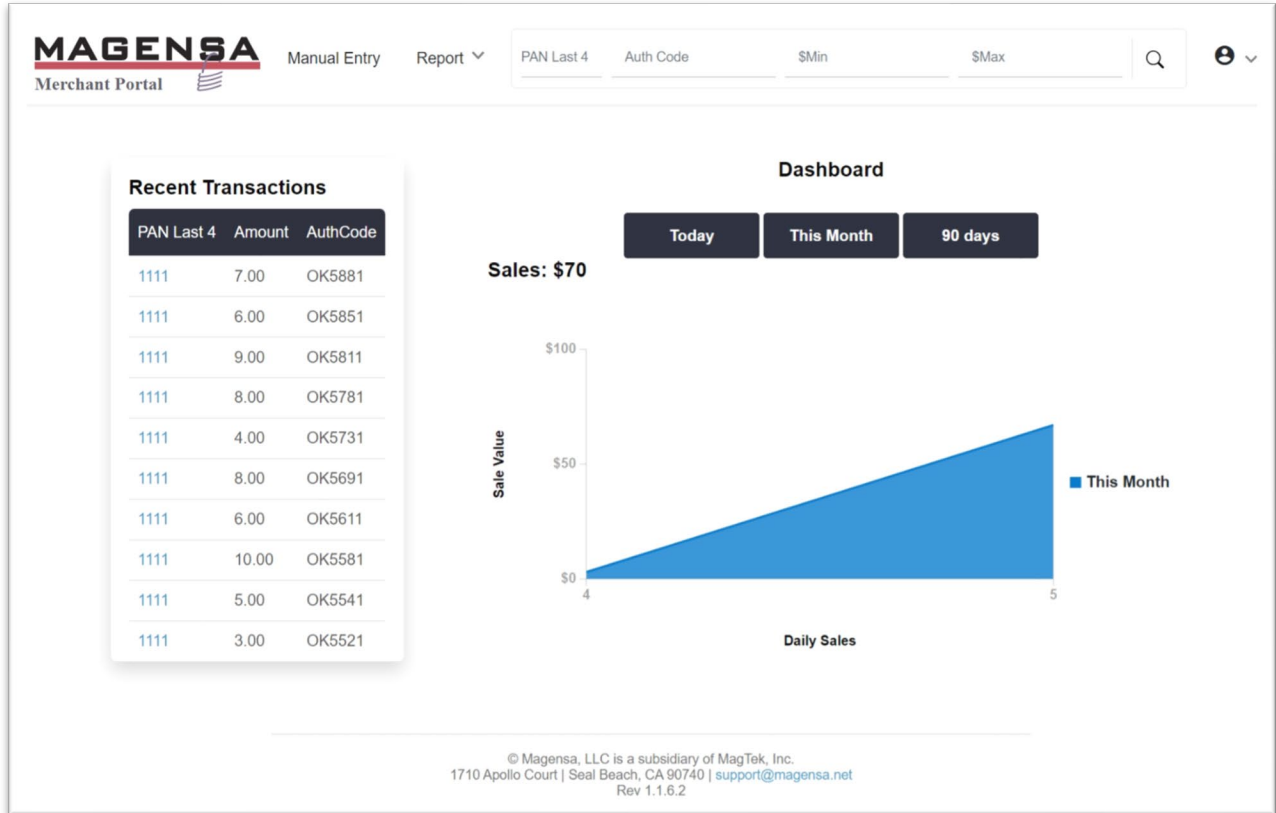 MAGENSA
Merchant Portal
Manual Entry
Report
PAN Last 4
Auth Code
$Min
$Max
Recent Transactions
PAN Last 4 Amount AuthCode
1111 7.00 OK5881
1111 6.00 OK5851
1111 9.00 OK5811
1111 8.00 OK5781
1111 4.00 OK5731
1111 8.00 OK5691
1111 6.00 OK5611
1111 10.00 OK5581
1111 5.00 OK5541
1111 3.00 OK5521
Dashboard
Today This Month 90 days
Sales: $70
Sale Value
$100
$50
$0
4 5
Daily Sales
This Month
© Magensa, LLC is a subsidiary of MagTek, Inc.
1710 Apollo Court | Seal Beach, CA 90740 | support@magensa.net
Rev 1.1.6.2